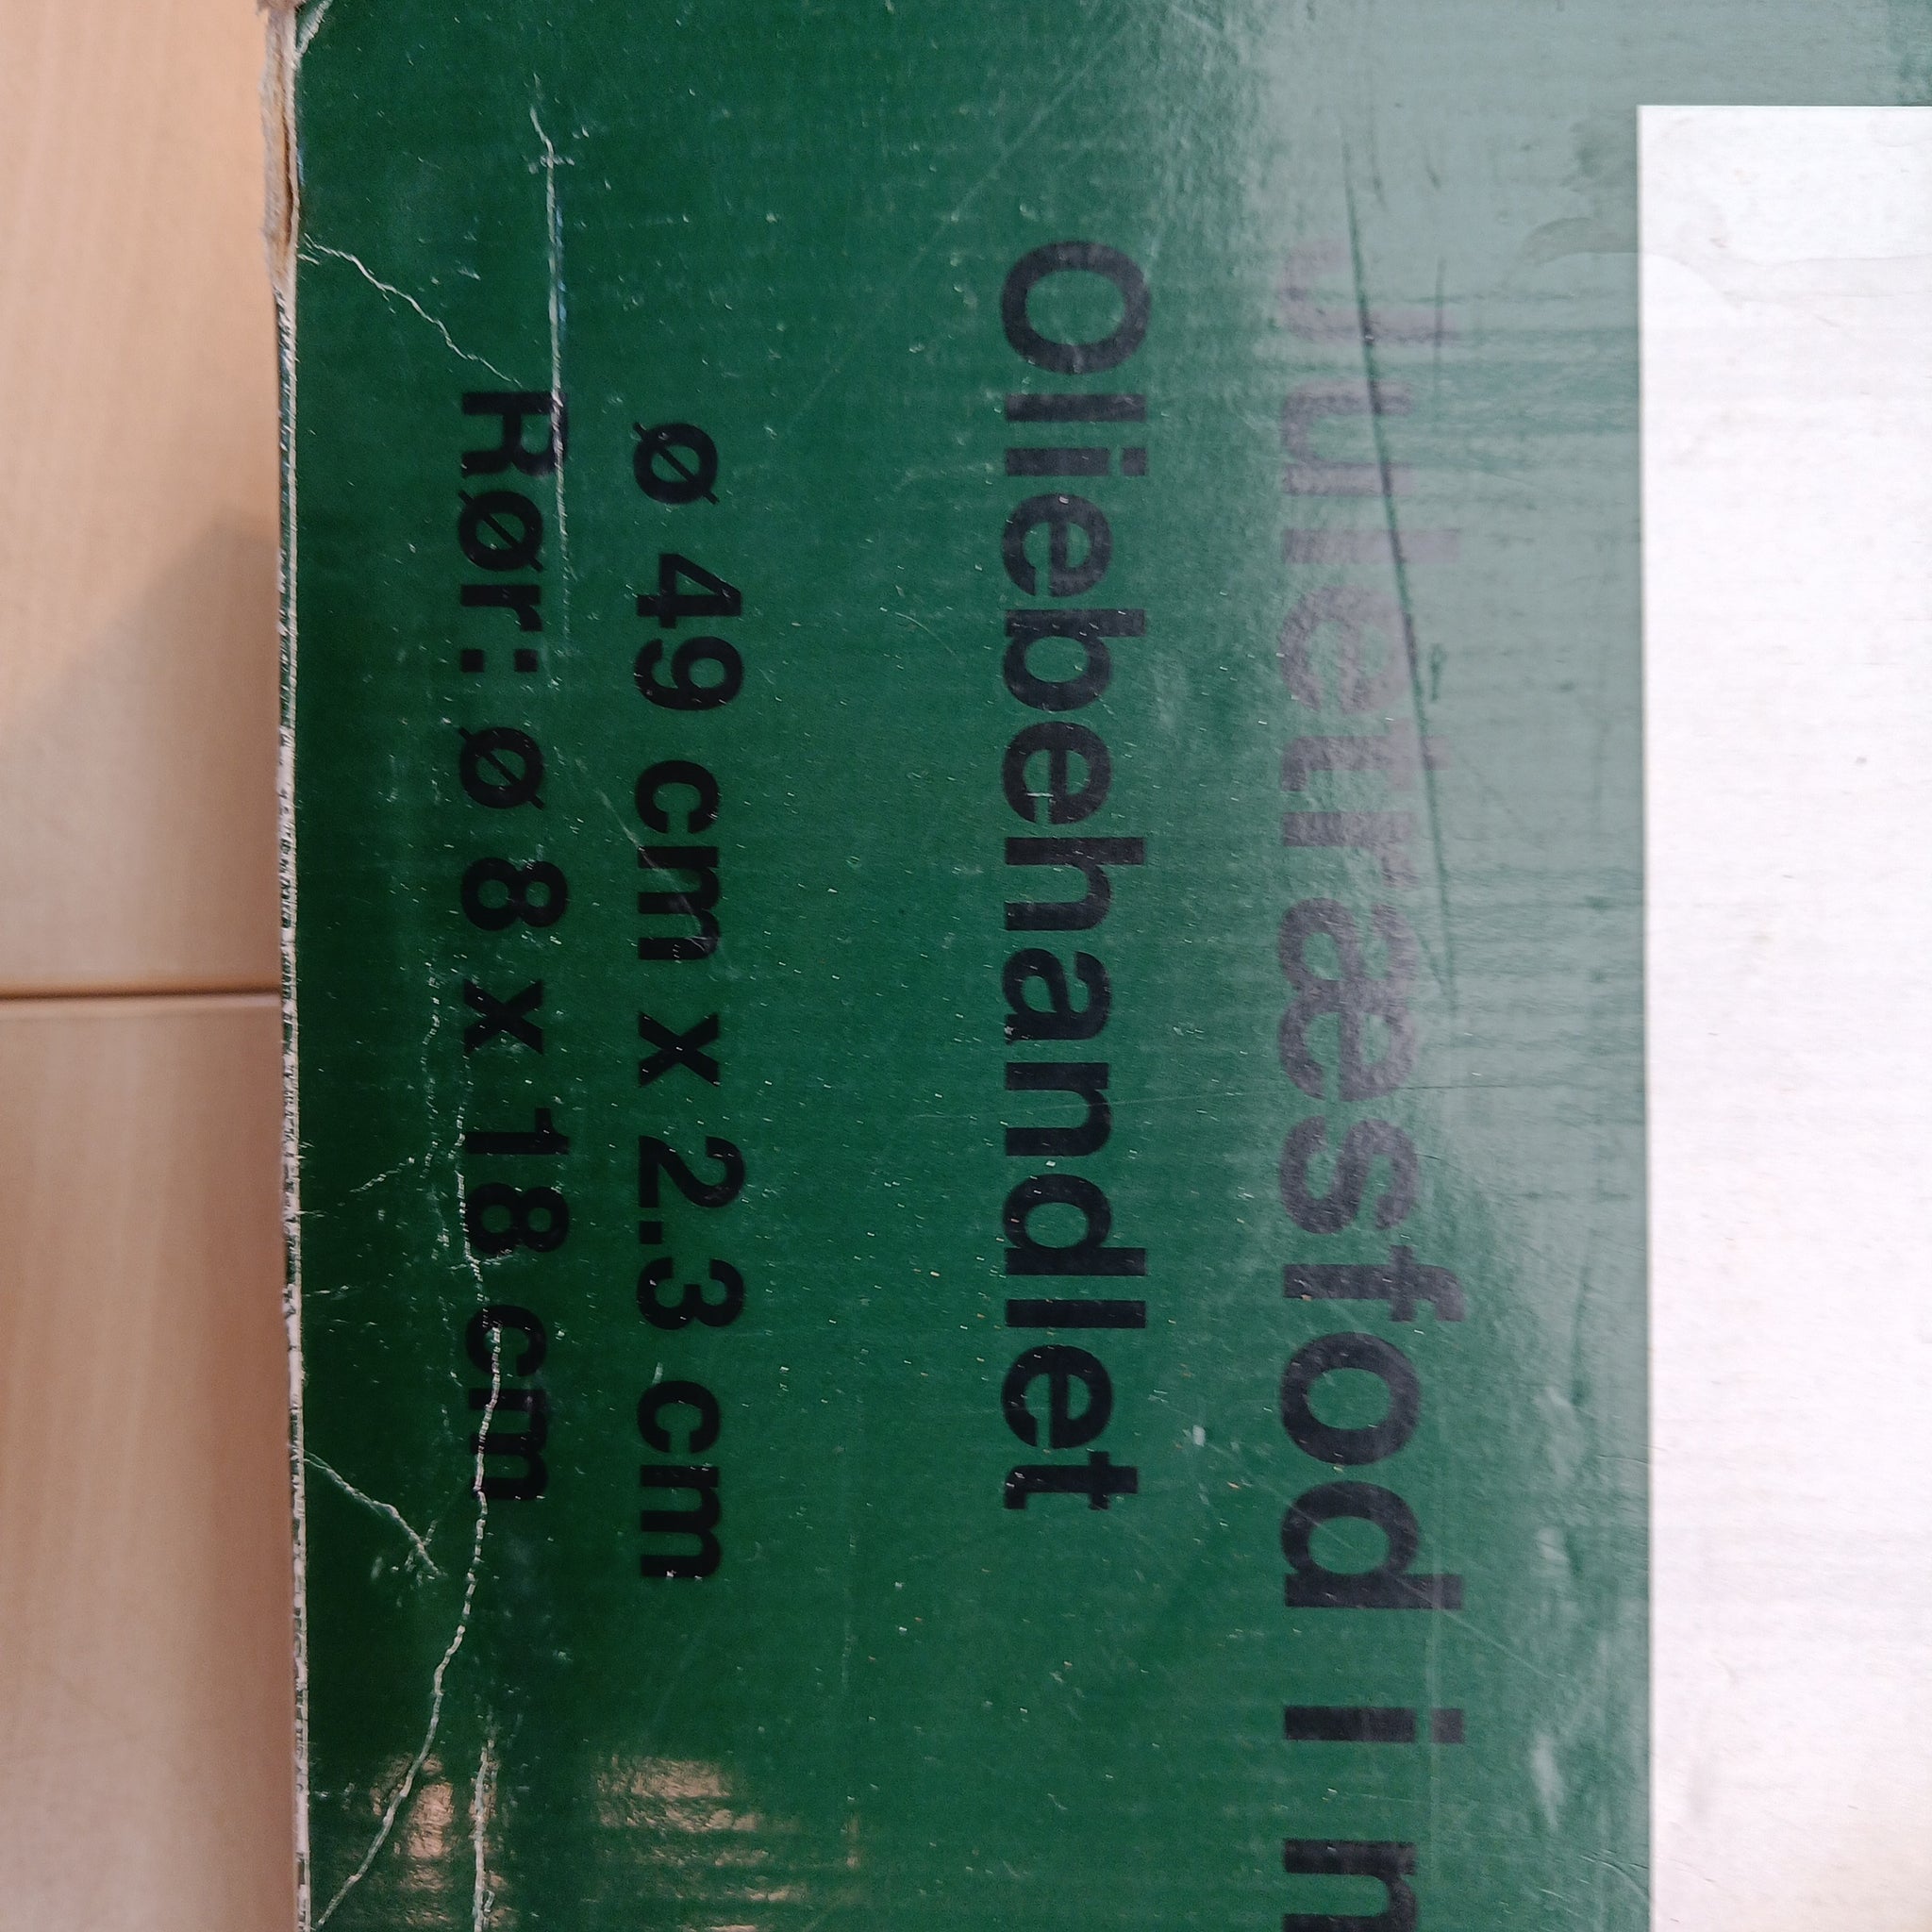 Juletræsfod i
Oliebehandlet
ø 49 cm x 2.3 cm
Rør: ø 8 x 18 cm